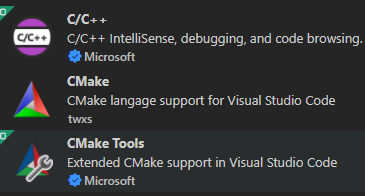 C/C++
C/C++
C/C++ IntelliSense, debugging, and code browsing.
Microsoft
CMake
CMake langage support for Visual Studio Code
twxs
CMake Tools
Extended CMake support in Visual Studio Code
Microsoft